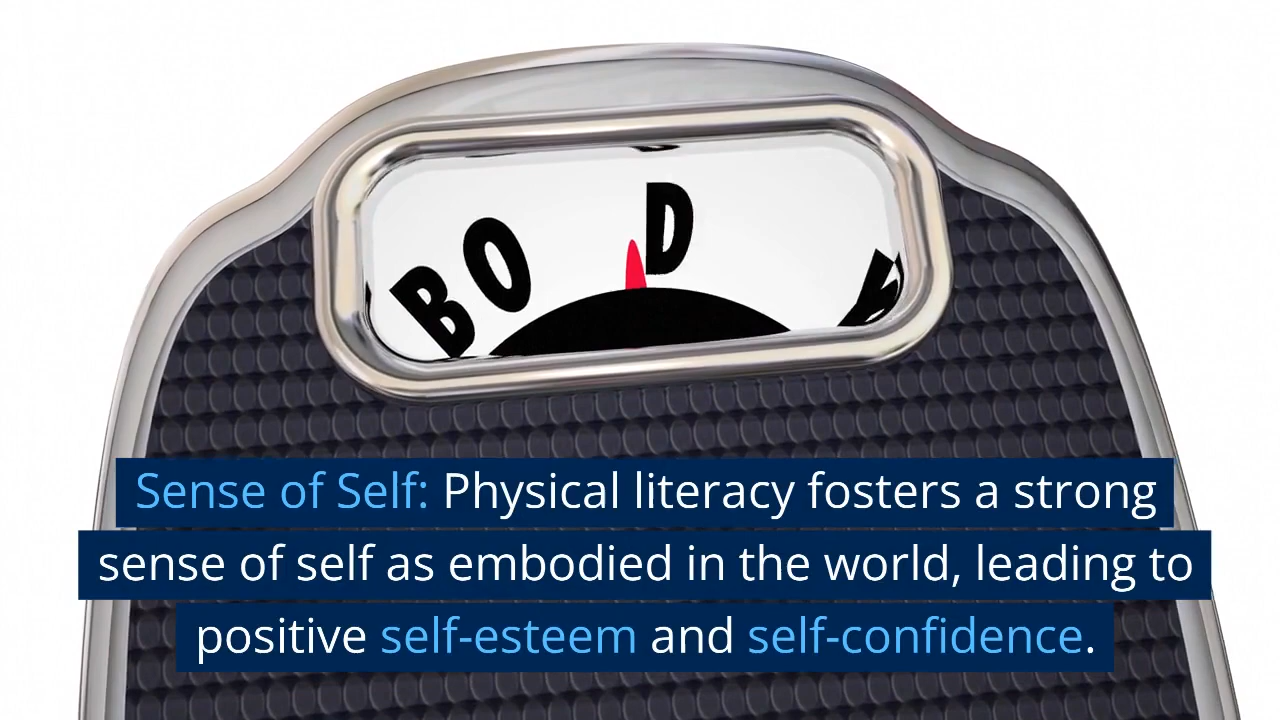 BOD
Sense of Self: Physical literacy fosters a strong
sense of self as embodied in the world, leading to
positive self-esteem and self-confidence.